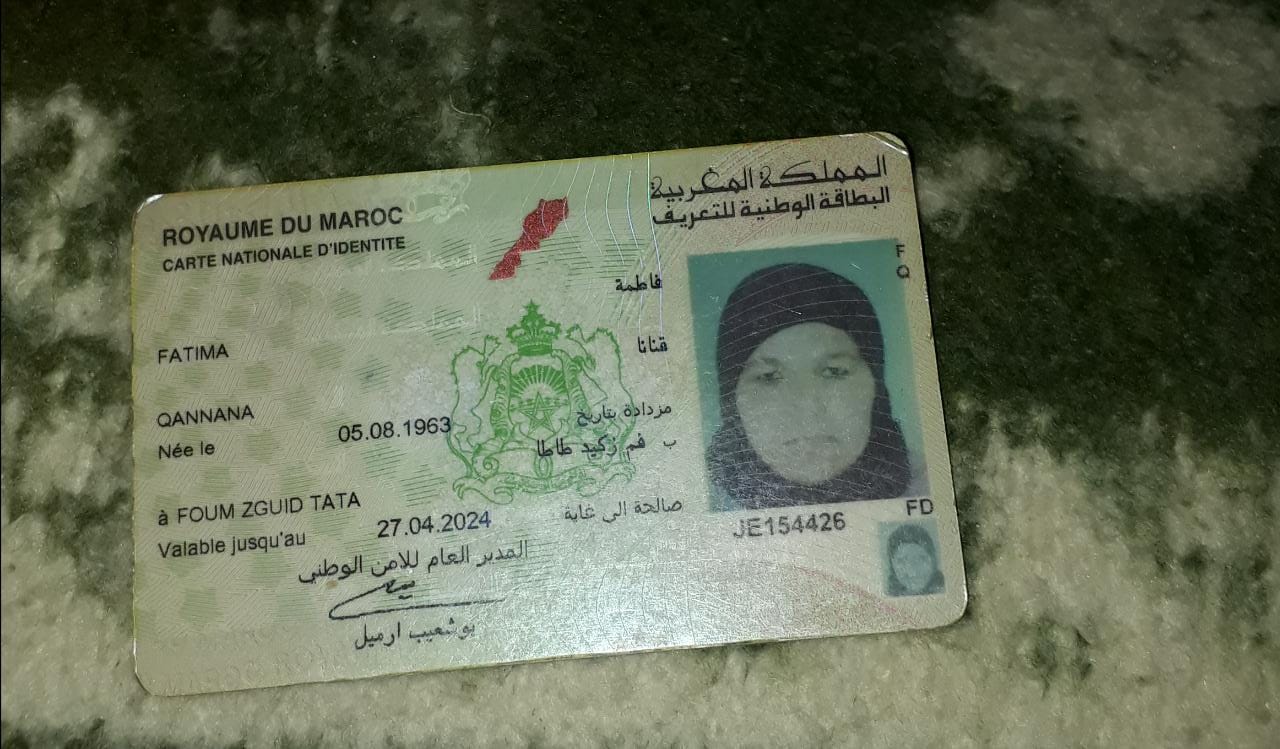 ROYAUME DU MAROC
المملكة المغربية
CARTE NATIONALE D'IDENTITE
البطاقة الوطنية للتعريف
F
Q
فاطمة
FATIMA
قنانا
QANNANA
مزدادة بتاريخ
Née le
05.08.1963
ب فم زكيد طاطا
à FOUM ZGUID TATA
صالحة الى غاية
Valable jusqu'au
27.04.2024
JE154426
FD
المدير العام للامن الوطني
بوشعيب ارميل